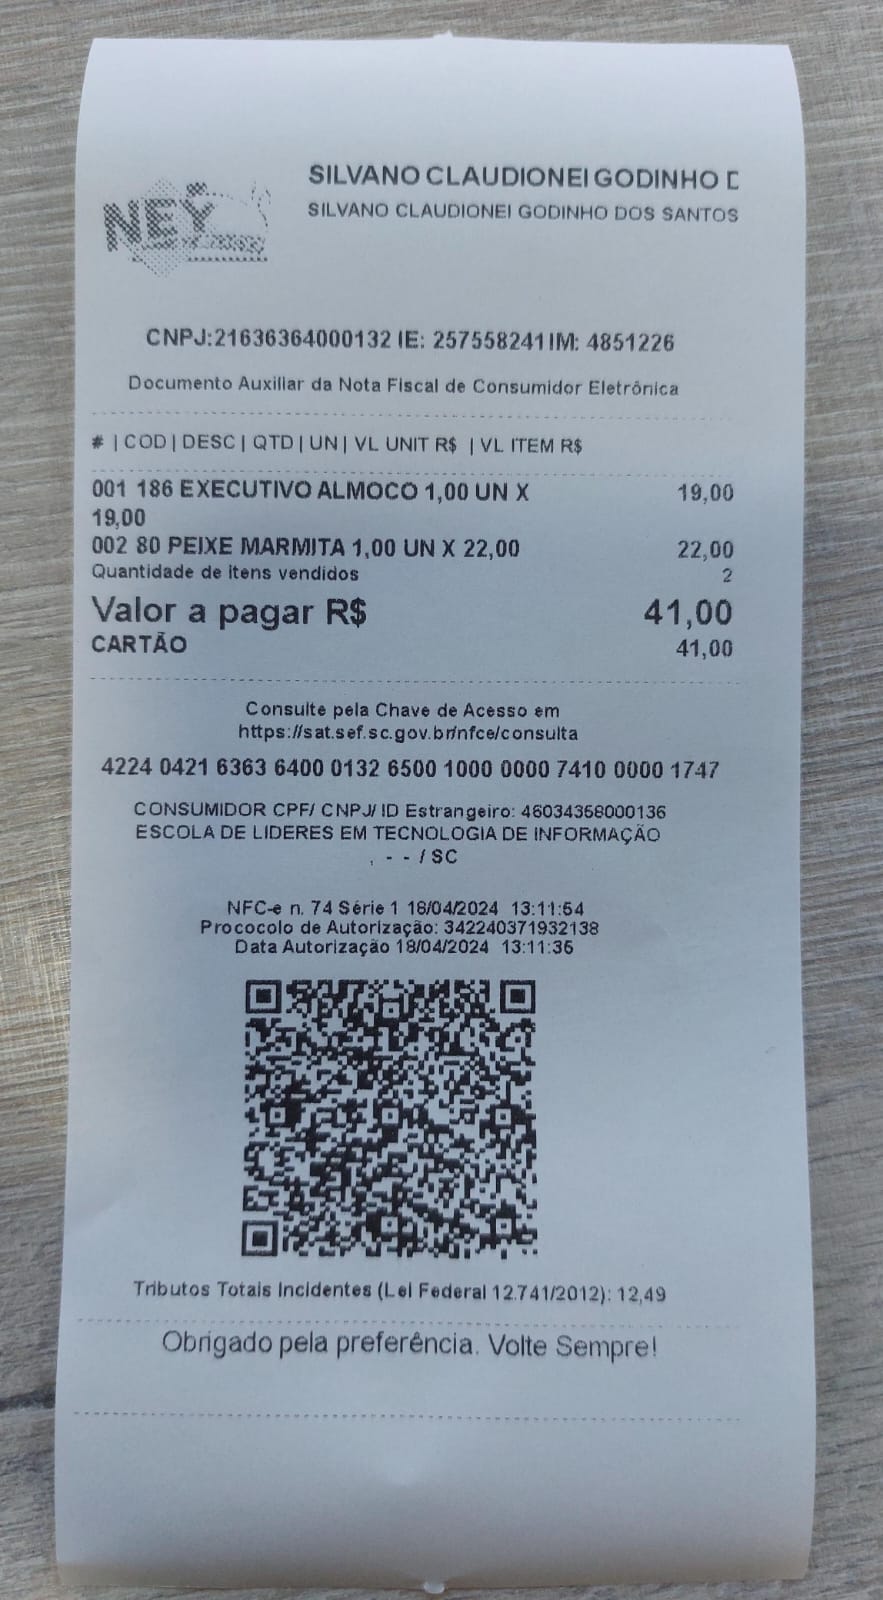 NEY
SILVANO CLAUDIONEI GODINHO D
SILVANO CLAUDIONEI GODINHO DOS SANTOS
CNPJ:21636364000132 IE: 257558241IM: 4851226
Documento Auxiliar da Nota Fiscal de Consumidor Eletrônica
# | COD | DESC | QTD | UN | VL UNIT R$ | VL ITEM R$
001 186 EXECUTIVO ALMOCO 1,00 UN X 19,00
19,00
002 80 PEIXE MARMITA 1,00 UN X 22,00 22,00
Quantidade de itens vendidos 2
Valor a pagar R$ 41,00
CARTÃO 41,00
Consulte pela Chave de Acesso em
https://sat.sef.sc.gov.br/nfce/consulta
4224 0421 6363 6400 0132 6500 1000 0000 7410 0000 1747
CONSUMIDOR CPF/ CNPJ/ ID Estrangeiro: 46034358000136
ESCOLA DE LIDERES EM TECNOLOGIA DE INFORMAÇÃO
, - - / SC
NFC-e n. 74 Série 1 18/04/2024 13:11:54
Prococolo de Autorização: 342240371932138
Data Autorização 18/04/2024 13:11:35
Tributos Totais Incidentes (Lei Federal 12.741/2012): 12,49
Obrigado pela preferência. Volte Sempre!